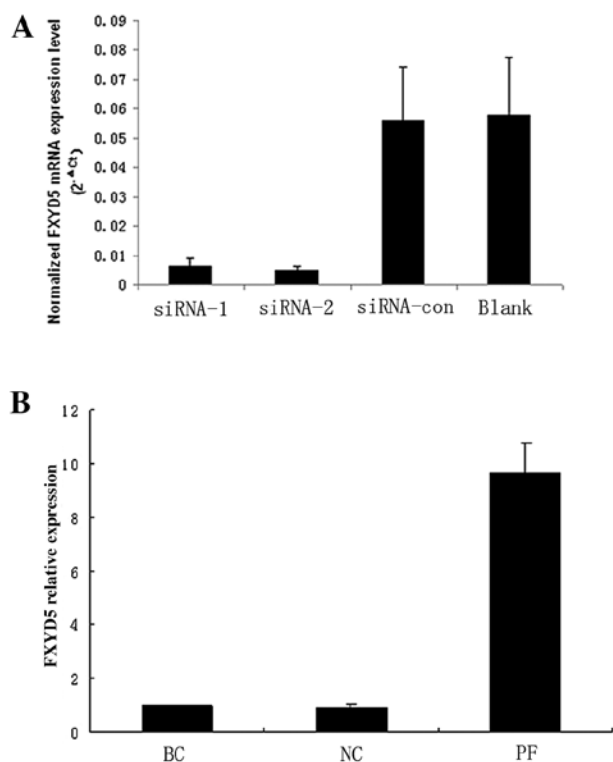 A
Normalized FXYD5 mRNA expression level
(2-▲Ct)
0.09
0.08
0.07
0.06
0.05
0.04
0.03
0.02
0.01
0
siRNA-1 siRNA-2 siRNA-con Blank
B
FXYD5 relative expression
12
10
8
6
4
2
0
BC NC PF